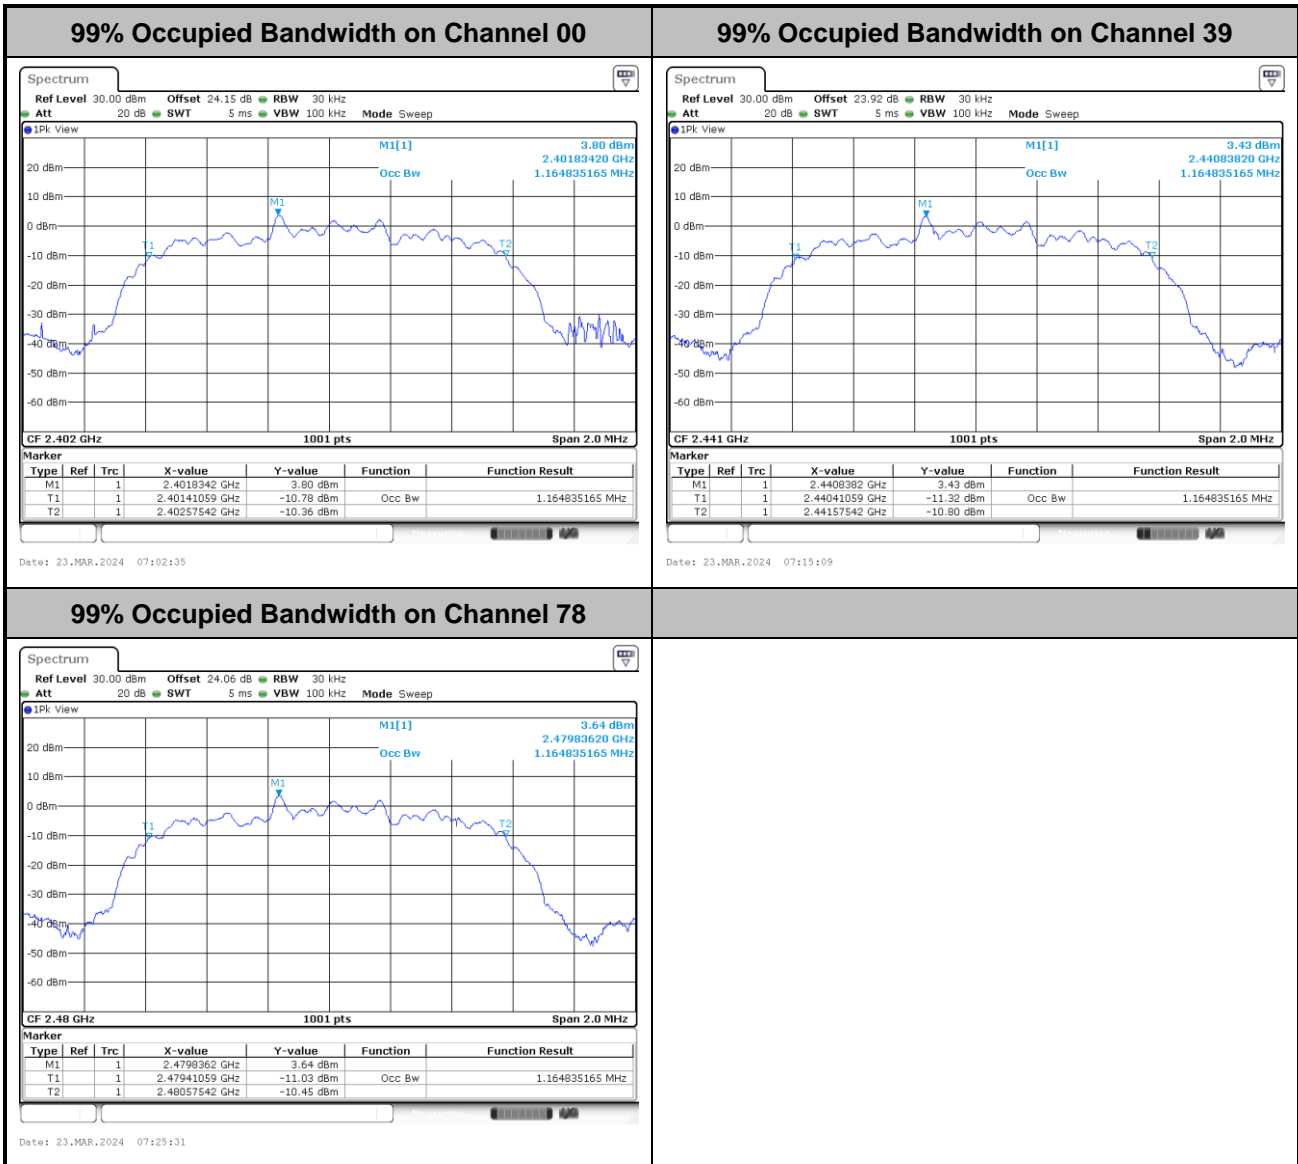 99% Occupied Bandwidth on Channel 00
Spectrum
Ref Level 30.00 dBm Offset 24.15 dB RBW 30 kHz
Att 20 dB SWT 5 ms VBW 100 kHz Mode Sweep
1Pk View
M1[1] 3.80 dBm
2.40183420 GHz
Occ Bw 1.164835165 MHz
20 dBm
10 dBm
M1
0 dBm
T1
T2
-10 dBm
-20 dBm
-30 dBm
-40 dBm
-50 dBm
-60 dBm
CF 2.402 GHz 1001 pts Span 2.0 MHz
Marker
Type Ref Trc X-value Y-value Function Function Result
M1 1 2.4018342 GHz 3.80 dBm
T1 1 2.40141059 GHz -10.78 dBm Occ Bw 1.164835165 MHz
T2 1 2.40257542 GHz -10.36 dBm
Date: 23.MAR.2024 07:02:35
99% Occupied Bandwidth on Channel 39
Spectrum
Ref Level 30.00 dBm Offset 23.92 dB RBW 30 kHz
Att 20 dB SWT 5 ms VBW 100 kHz Mode Sweep
1Pk View
M1[1] 3.43 dBm
2.44083820 GHz
Occ Bw 1.164835165 MHz
20 dBm
10 dBm
M1
0 dBm
T1
T2
-10 dBm
-20 dBm
-30 dBm
-40 dBm
-50 dBm
-60 dBm
CF 2.441 GHz 1001 pts Span 2.0 MHz
Marker
Type Ref Trc X-value Y-value Function Function Result
M1 1 2.4408382 GHz 3.43 dBm
T1 1 2.44041059 GHz -11.32 dBm Occ Bw 1.164835165 MHz
T2 1 2.44157542 GHz -10.80 dBm
Measuring...
Date: 23.MAR.2024 07:15:09
99% Occupied Bandwidth on Channel 78
Spectrum
Ref Level 30.00 dBm Offset 24.06 dB RBW 30 kHz
Att 20 dB SWT 5 ms VBW 100 kHz Mode Sweep
1Pk View
M1[1] 3.64 dBm
2.47983620 GHz
Occ Bw 1.164835165 MHz
20 dBm
10 dBm
M1
0 dBm
T1
T2
-10 dBm
-20 dBm
-30 dBm
-40 dBm
-50 dBm
-60 dBm
CF 2.48 GHz 1001 pts Span 2.0 MHz
Marker
Type Ref Trc X-value Y-value Function Function Result
M1 1 2.4798362 GHz 3.64 dBm
T1 1 2.47941059 GHz -11.03 dBm Occ Bw 1.164835165 MHz
T2 1 2.48057542 GHz -10.45 dBm
Measuring...
Date: 23.MAR.2024 07:25:31